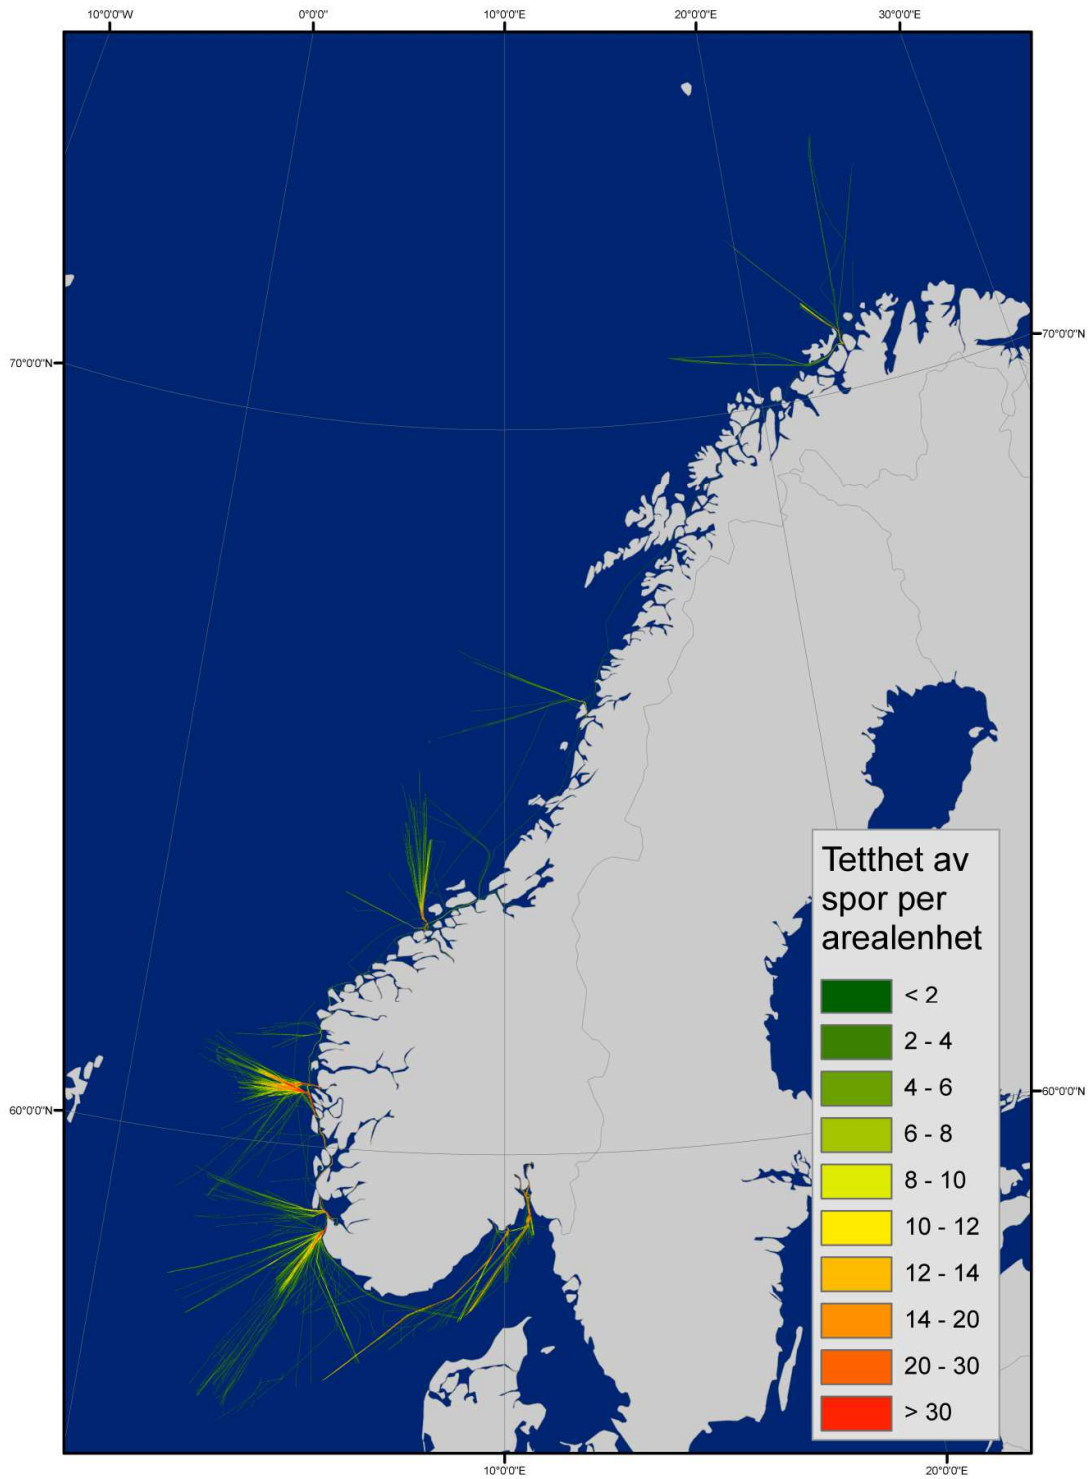 10°0'0"W 0°0'0" 10°0'0"E 20°0'0"E 30°0'0"E
70°0'0"N
70°0'0"N
60°0'0"N
60°0'0"N
Tetthet av
spor per
arealenhet
< 2
2 - 4
4 - 6
6 - 8
8 - 10
10 - 12
12 - 14
14 - 20
20 - 30
> 30
10°0'0"E 20°0'0"E